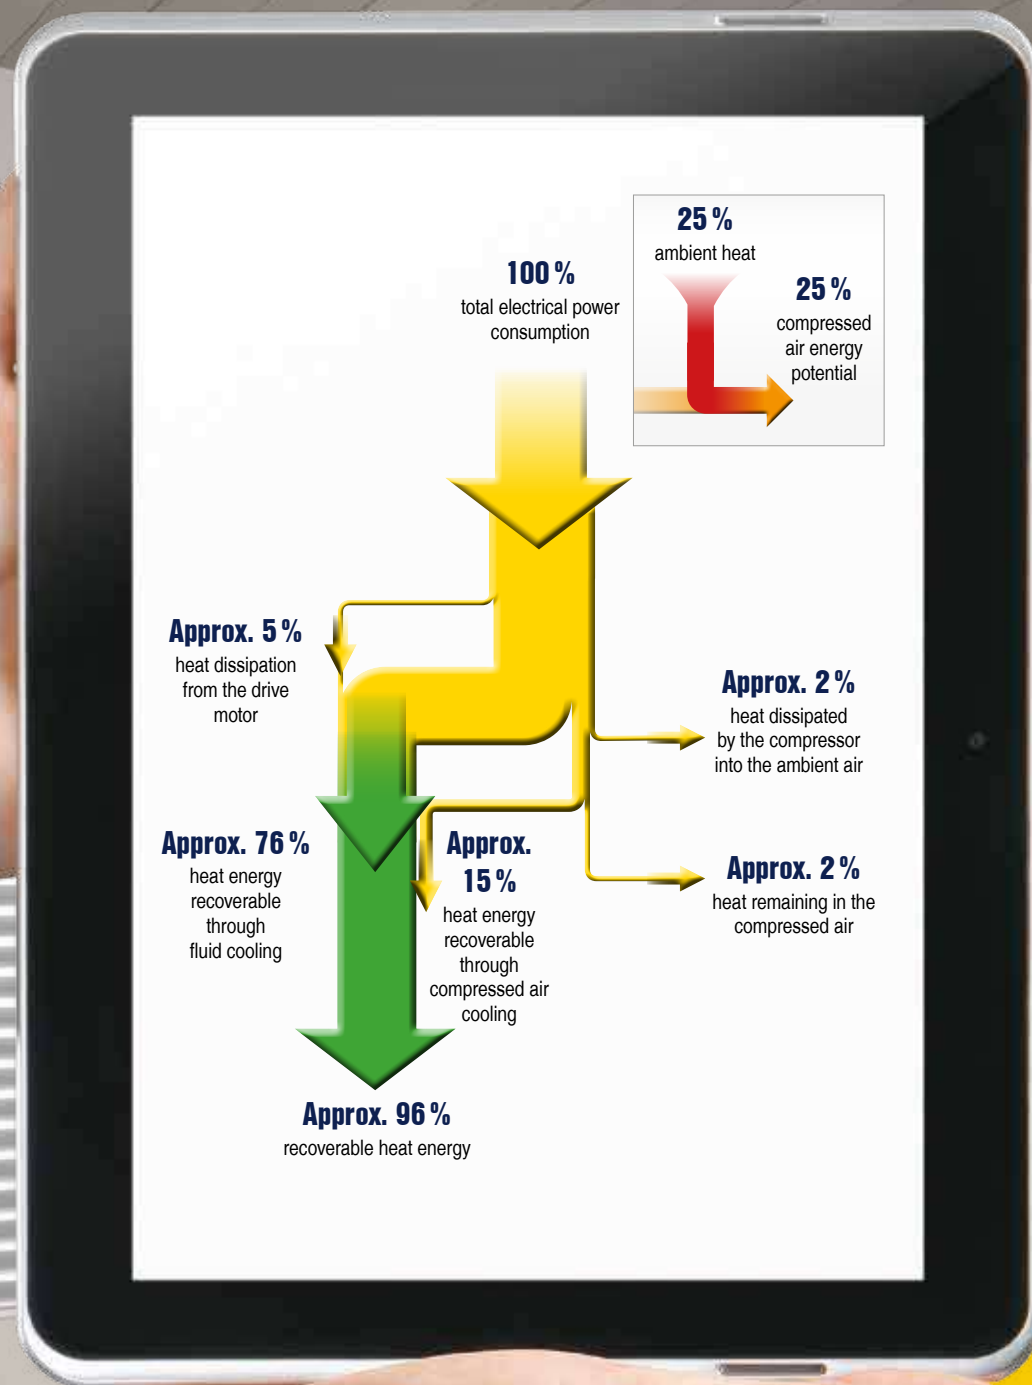 25 %
ambient heat
100 %
total electrical power
consumption
25 %
compressed
air energy
potential
Approx. 5 %
heat dissipation
from the drive
motor
Approx. 2 %
heat dissipated
by the compressor
into the ambient air
Approx. 76 %
heat energy
recoverable
through
fluid cooling
Approx.
15 %
heat energy
recoverable
through
compressed air
cooling
Approx. 2 %
heat remaining in the
compressed air
Approx. 96 %
recoverable heat energy